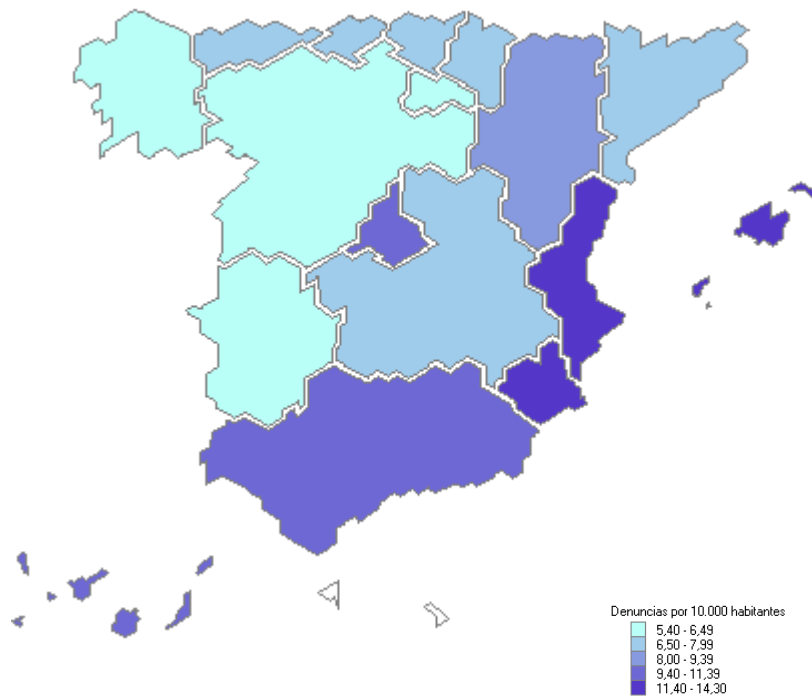 Denuncias por 10.000 habitantes
5,40 - 6,49
6,50 - 7,99
8,00 - 9,39
9,40 - 11,39
11,40 - 14,30